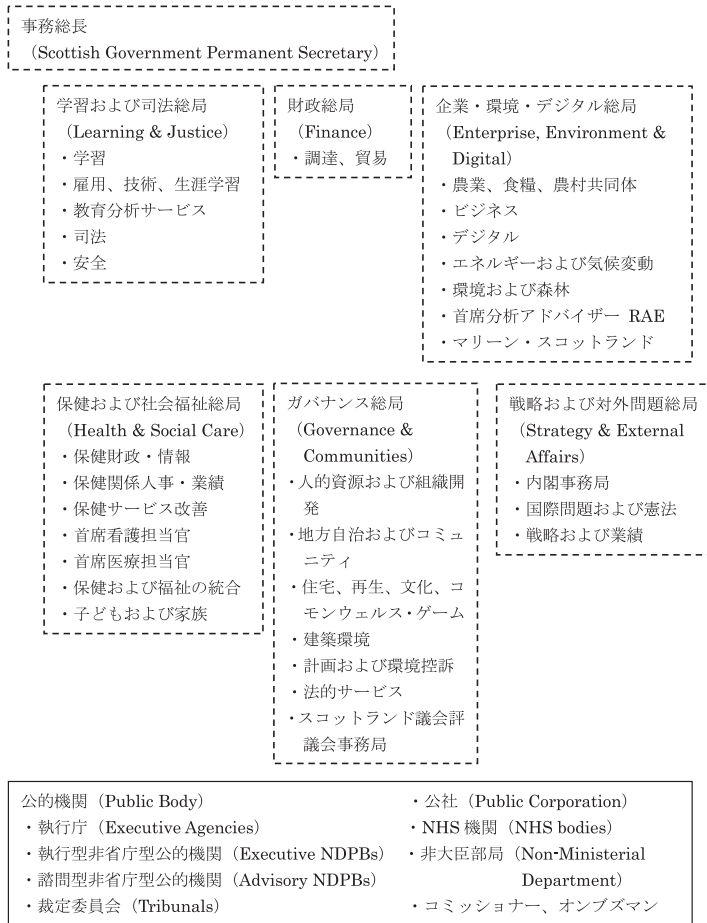 事務総長
（Scottish Government Permanent Secretary）
学習および司法総局
（Learning & Justice）
・学習
・雇用、技術、生涯学習
・教育分析サービス
・司法
・安全
財政総局
（Finance）
・調達、貿易
企業・環境・デジタル総局
（Enterprise, Environment &
Digital）
・農業、食糧、農村共同体
・ビジネス
・デジタル
・エネルギーおよび気候変動
・環境および森林
・首席分析アドバイザー RAE
・マリーン・スコットランド
保健および社会福祉総局
（Health & Social Care）
・保健財政・情報
・保健関係人事・業績
・保健サービス改善
・首席看護担当官
・首席医療担当官
・保健および福祉の統合
・子どもおよび家族
ガバナンス総局
（Governance &
Communities）
・人的資源および組織開
発
・地方自治およびコミュ
ニティ
・住宅、再生、文化、コ
モンウェルス・ゲーム
・建築環境
・計画および環境控訴
・法的サービス
・スコットランド議会評
議会事務局
戦略および対外問題総局
（Strategy & External
Affairs）
・内閣事務局
・国際問題および憲法
・戦略および業績
公的機関（Public Body）
・執行庁（Executive Agencies）
・執行型非省庁型公的機関（Executive NDPBs）
・諮問型非省庁型公的機関（Advisory NDPBs）
・裁定委員会（Tribunals）
・公社（Public Corporation）
・NHS 機関（NHS bodies）
・非大臣部局（Non-Ministerial
Department）
・コミッショナー、オンブズマン